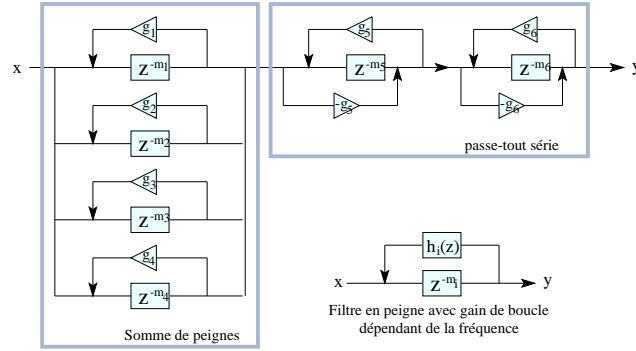 g1
x
z-m1
g2
z-m2
g3
z-m3
g4
z-m4
Somme de peignes
g5
z-m5
-g5
g6
z-m6
-g6
y
passe-tout série
hi(z)
x
z-mi
y
Filtre en peigne avec gain de boucle
dépendant de la fréquence